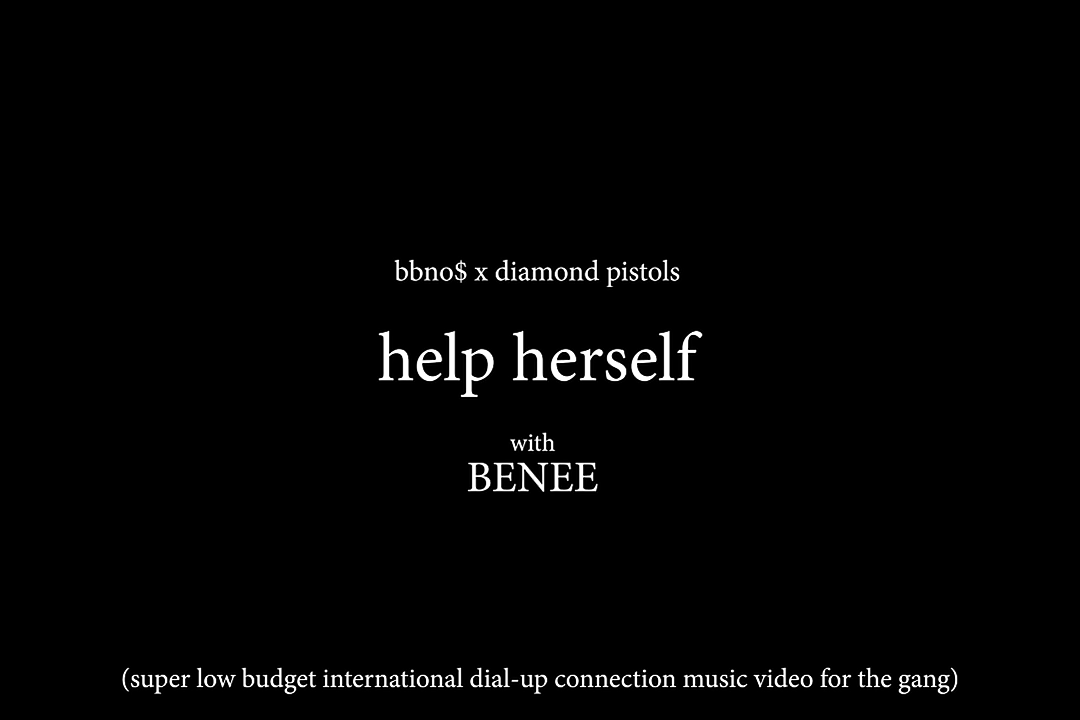 bbno$ x diamond pistols
help herself
with
BENEE
(super low budget international dial-up connection music video for the gang)